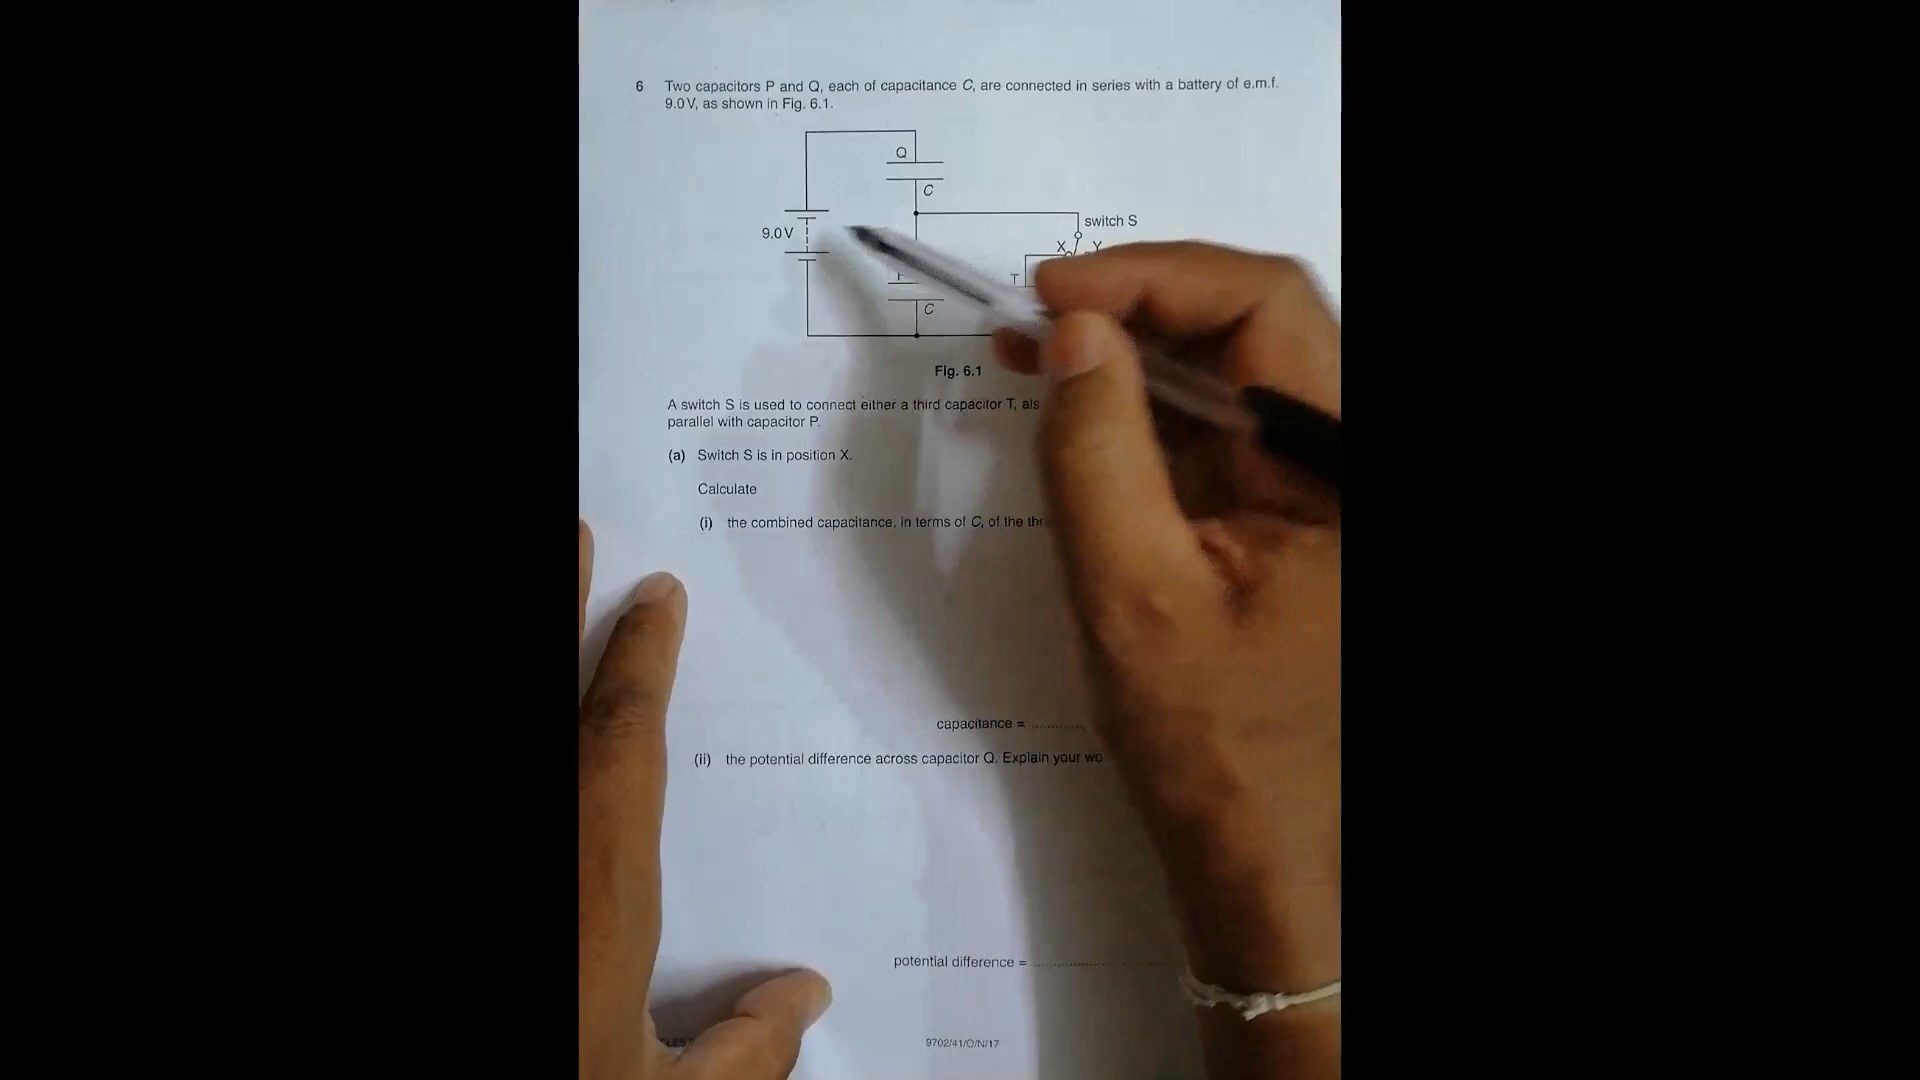 6 Two capacitors P and Q, each of capacitance C, are connected in series with a battery of e.m.f.
9.0 V, as shown in Fig. 6.1.
Q
C
switch S
9.0 V
X
Y
T
C
Fig. 6.1
A switch S is used to connect either a third capacitor T,
parallel with capacitor P.
(a) Switch S is in position X.
Calculate
(i) the combined capacitance, in terms of C, of the
capacitance =
(ii) the potential difference across capacitor Q. Explain your
potential difference =
9702/41/O/N/17